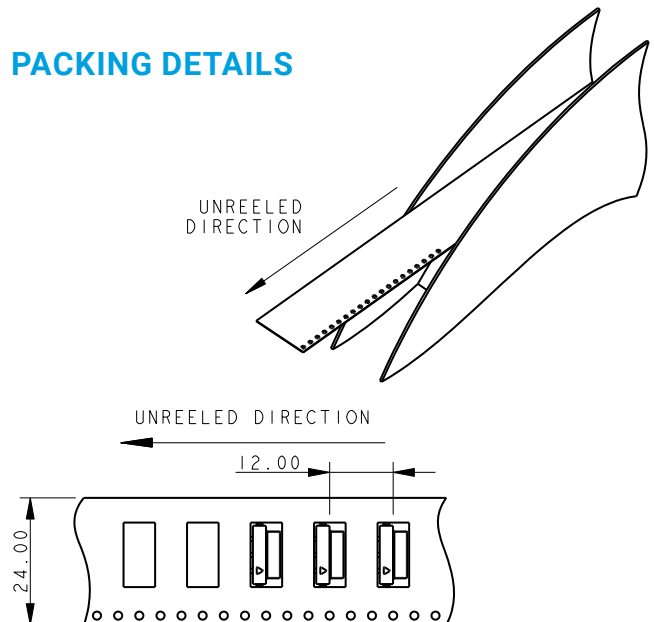 PACKING DETAILS
UNREELED
DIRECTION
UNREELED DIRECTION
12.00
24.00